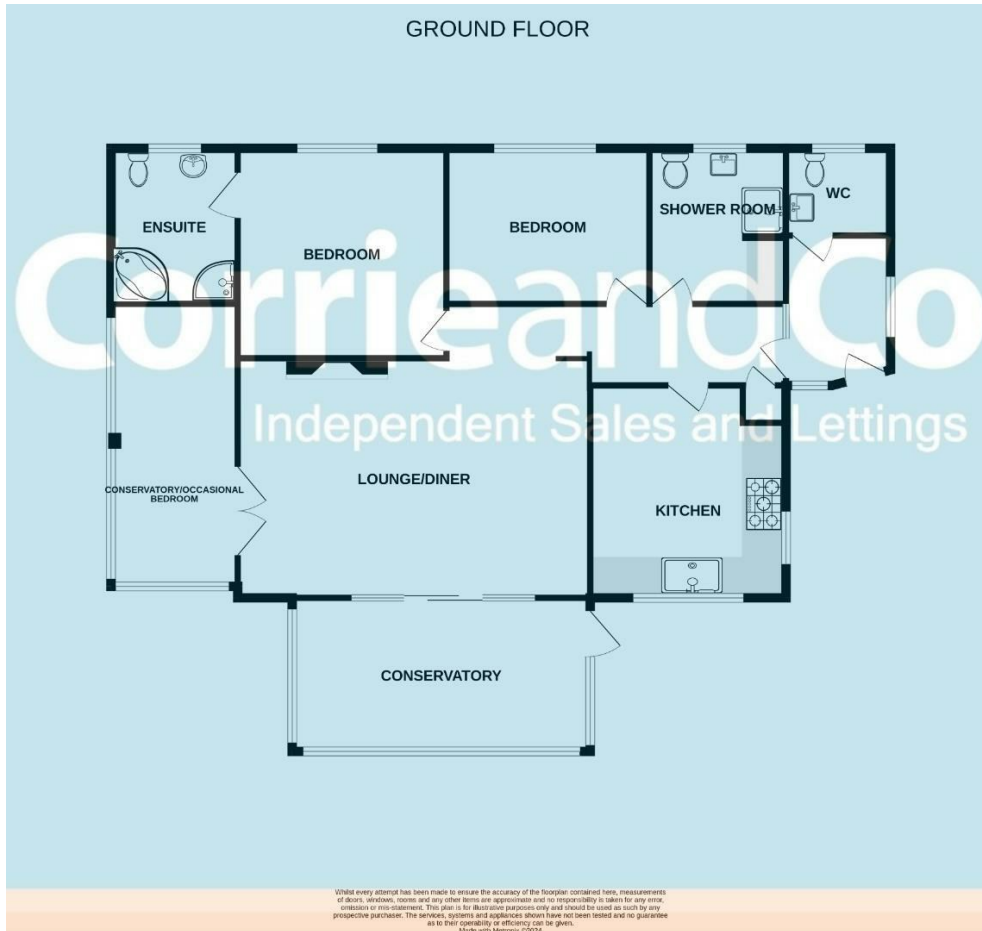 GROUND FLOOR
ENSUITE
BEDROOM
BEDROOM
SHOWER ROOM
WC
CorrieandCo
Independent Sales and Lettings
CONSERVATORY/OCCASIONAL
BEDROOM
LOUNGE/DINER
KITCHEN
CONSERVATORY
Whilst every attempt has been made to ensure the accuracy of the floorplan contained here, measurements
of doors, windows, rooms and any other items are approximate and no responsibility is taken for any error,
omission or mis-statement. This plan is for illustrative purposes only and should be used as such by any
prospective purchaser. The services, systems and appliances shown have not been tested and no guarantee
as to their operability or efficiency can be given.
Made with Metropix ©2024